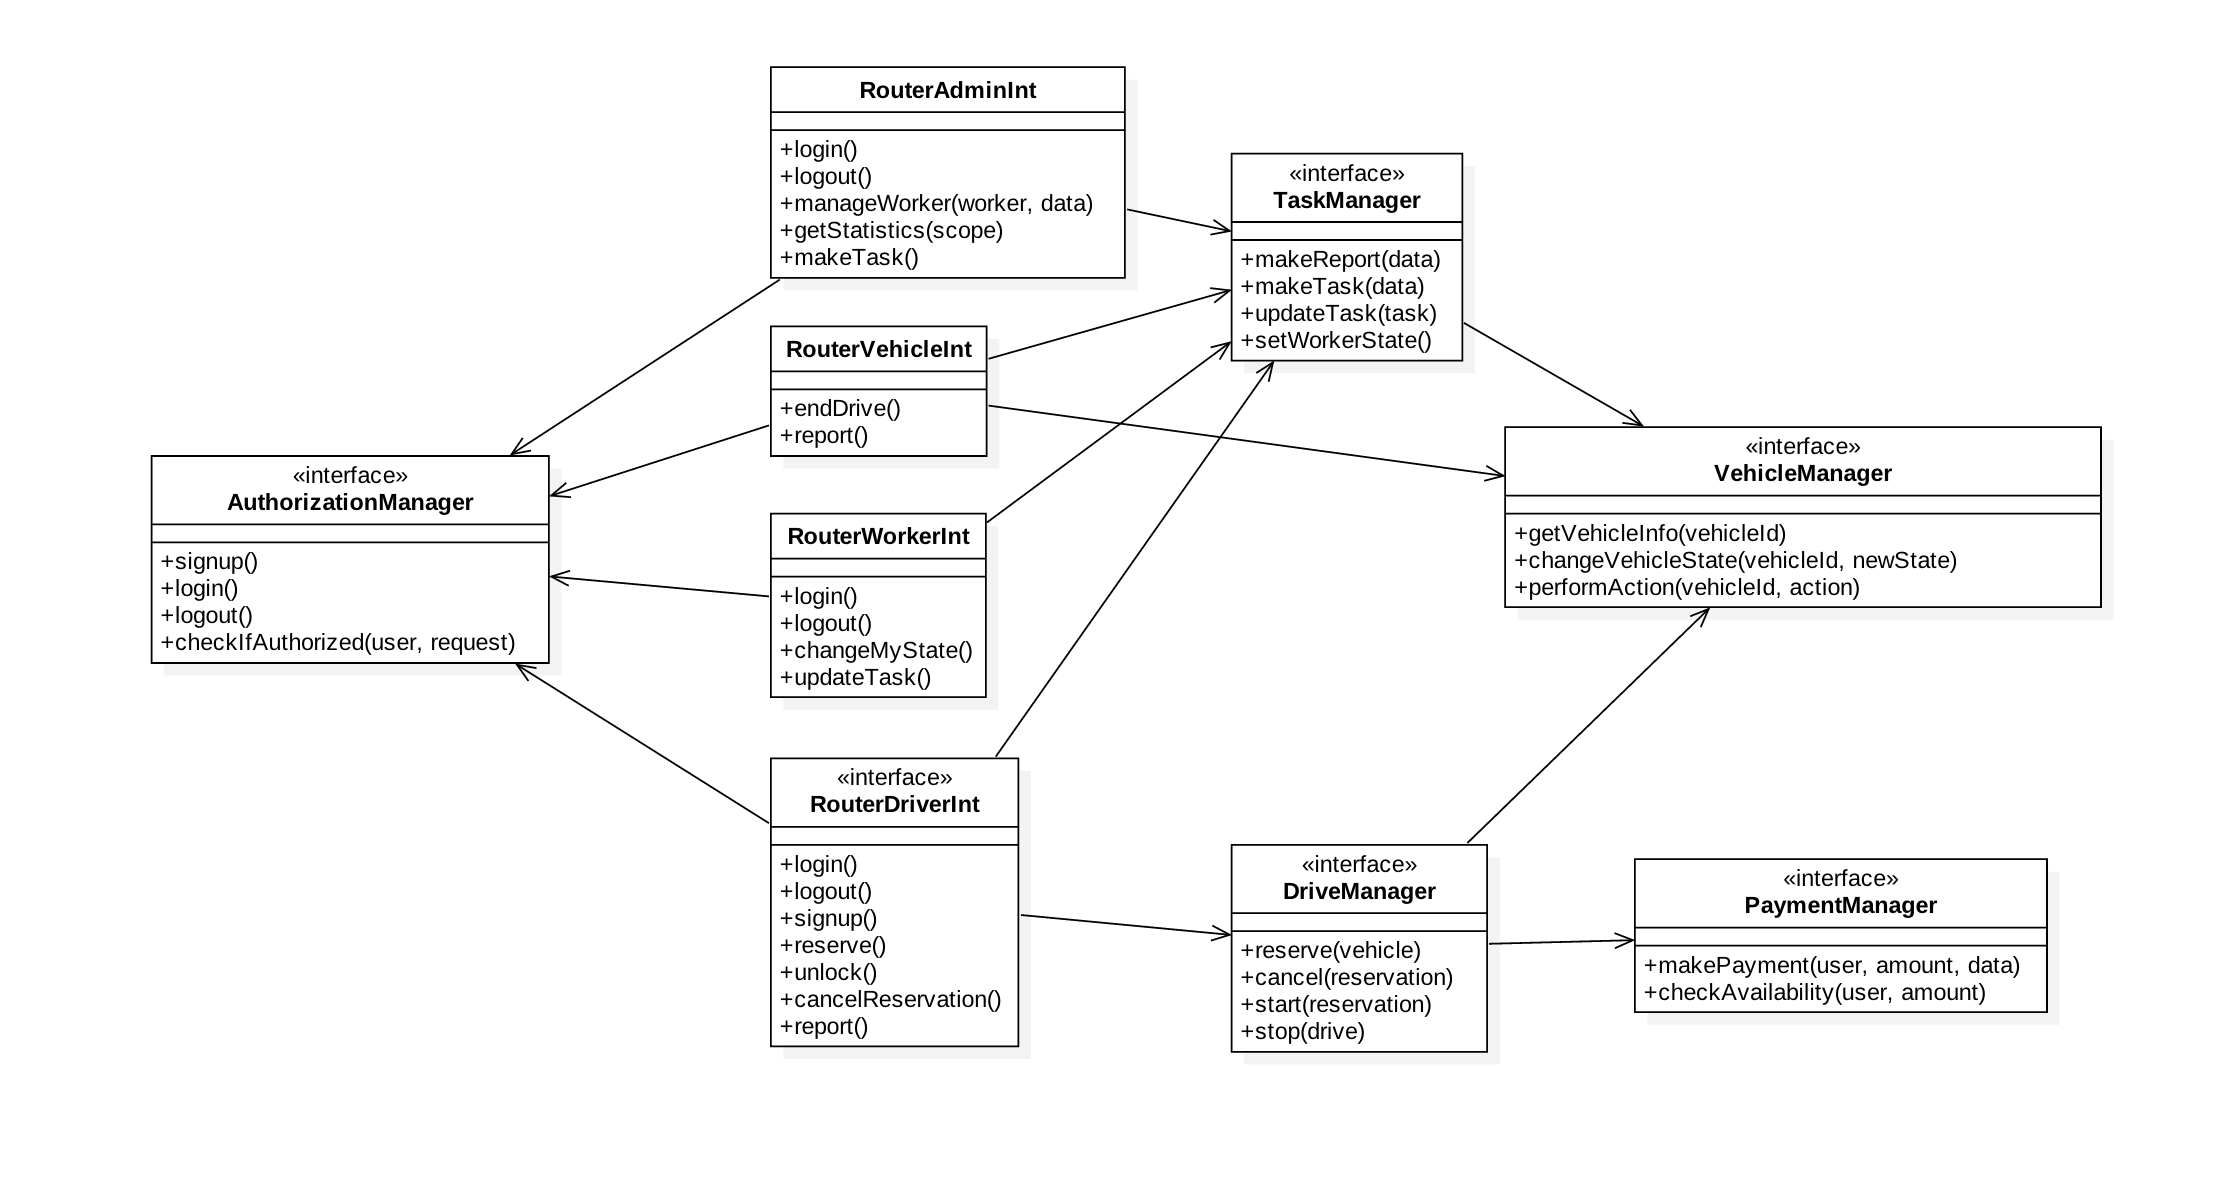 RouterAdminInt
+login()
+logout()
+manageWorker(worker, data)
+getStatistics(scope)
+makeTask()
«interface»
TaskManager
+makeReport(data)
+makeTask(data)
+updateTask(task)
+setWorkerState()
RouterVehicleInt
+endDrive()
+report()
«interface»
VehicleManager
+getVehicleInfo(vehicleId)
+changeVehicleState(vehicleId, newState)
+performAction(vehicleId, action)
«interface»
AuthorizationManager
+signup()
+login()
+logout()
+checkIfAuthorized(user, request)
RouterWorkerInt
+login()
+logout()
+changeMyState()
+updateTask()
«interface»
RouterDriverInt
+login()
+logout()
+signup()
+reserve()
+unlock()
+cancelReservation()
+report()
«interface»
DriveManager
+reserve(vehicle)
+cancel(reservation)
+start(reservation)
+stop(drive)
«interface»
PaymentManager
+makePayment(user, amount, data)
+checkAvailability(user, amount)